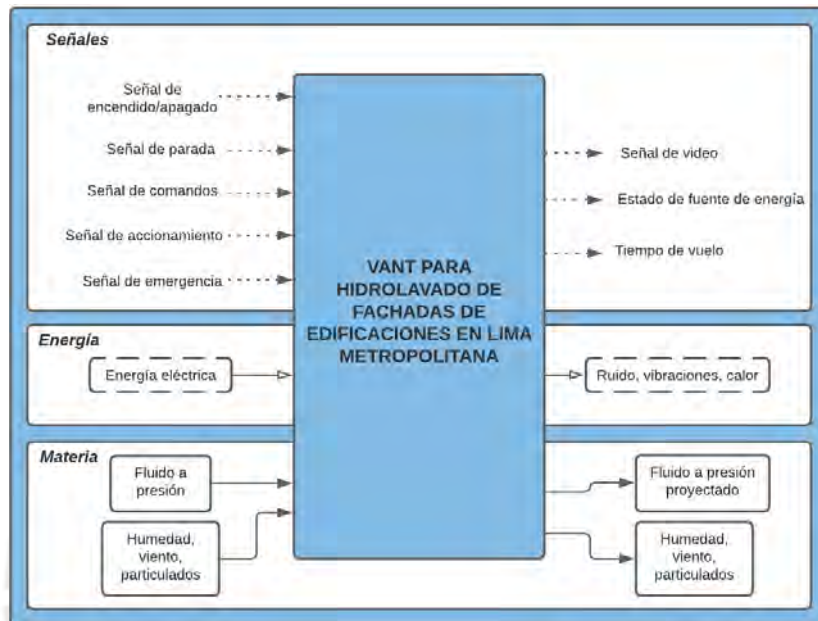 Señales
Señal de
encendido/apagado
Señal de parada
Señal de comandos
Señal de accionamiento
Señal de emergencia
VANT PARA
HIDROLAVADO DE
FACHADAS DE
EDIFICACIONES EN LIMA
METROPOLITANA
Señal de video
Estado de fuente de energía
Tiempo de vuelo
Energía
Energía eléctrica
Ruido, vibraciones, calor
Materia
Fluido a
presión
Humedad,
viento,
particulados
Fluido a presión
proyectado
Humedad,
viento,
particulados